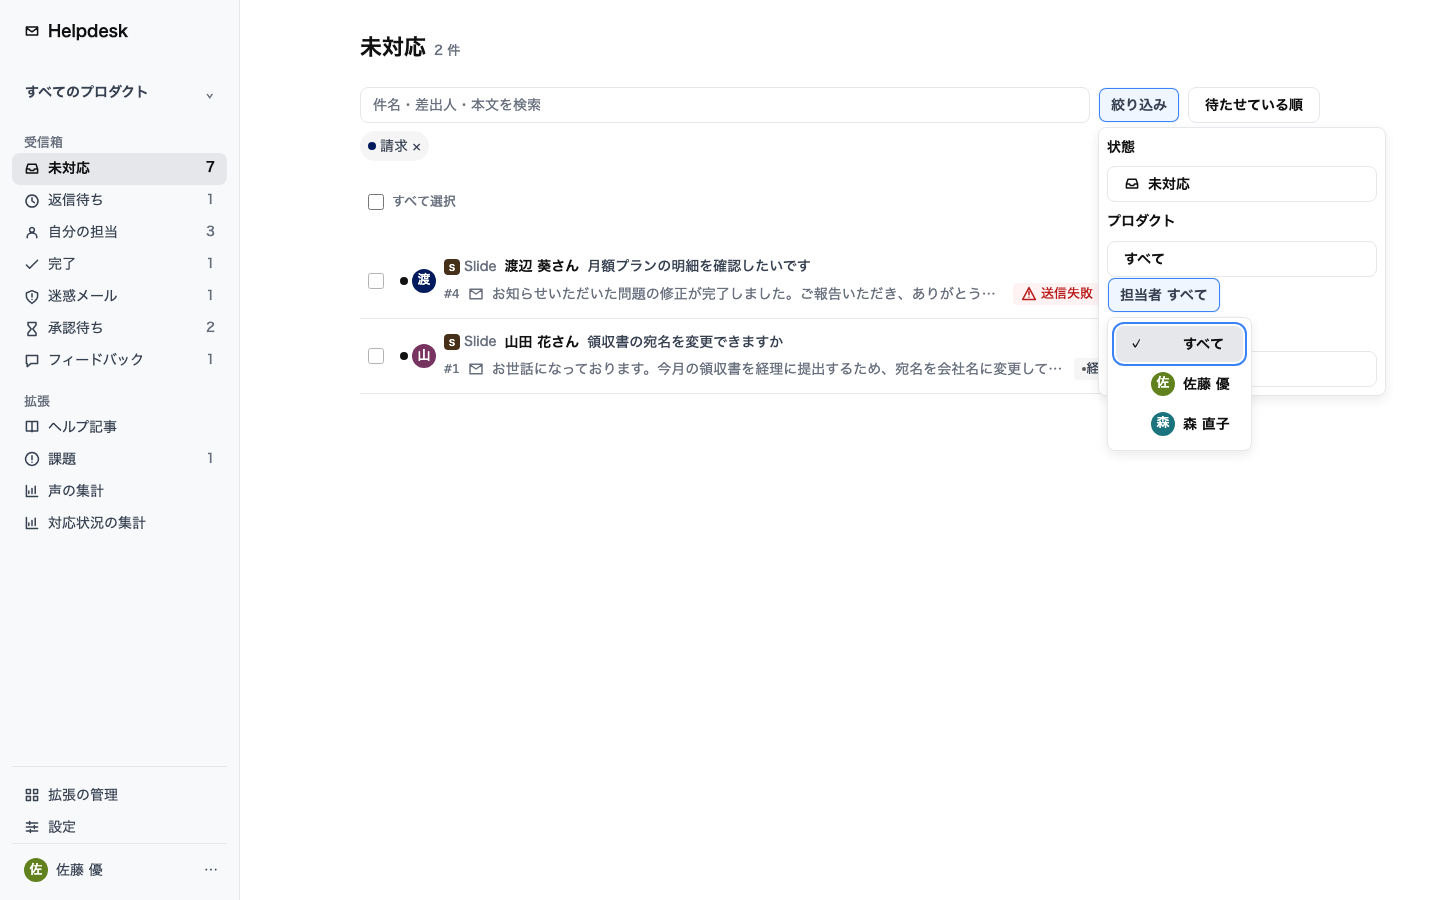 Helpdesk
すべてのプロダクト
受信箱
未対応 7
返信待ち 1
自分の担当 3
完了 1
迷惑メール 1
承認待ち 2
フィードバック 1
拡張
ヘルプ記事
課題 1
声の集計
対応状況の集計
拡張の管理
設定
佐 佐藤 優 …
未対応 2 件
件名・差出人・本文を検索
絞り込み
待たせている順
請求 ×
すべて選択
渡 S Slide 渡辺 葵さん 月額プランの明細を確認したいです
#4 お知らせいただいた問題の修正が完了しました。ご報告いただき、ありがとう… 送信失敗
山 S Slide 山田 花さん 領収書の宛名を変更できますか
#1 お世話になっております。今月の領収書を経理に提出するため、宛名を会社名に変更して… •経
状態
未対応
プロダクト
すべて
担当者 すべて
✓ すべて
佐 佐藤 優
森 森 直子